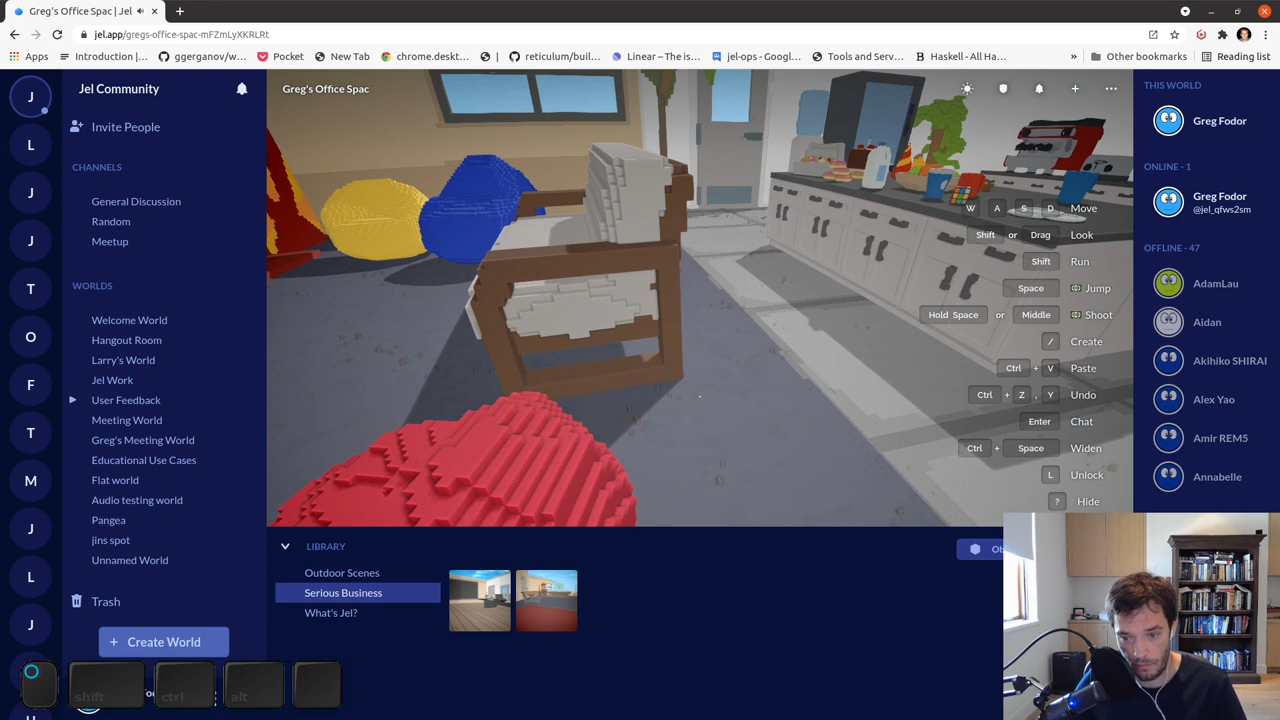 Greg's Office Spac | Jel
jel.app/gregs-office-spac-mFZmLyXKRLRt
Apps
Introduction |…
ggerganov/w…
Pocket
New Tab
chrome.deskt…
|
reticulum/buil…
Linear – The is…
jel-ops - Googl…
Tools and Serv…
Haskell - All Ha…
»
Other bookmarks
Reading list
J
L
J
J
T
O
F
T
M
J
L
J
Jel Community
Invite People
CHANNELS
General Discussion
Random
Meetup
WORLDS
Welcome World
Hangout Room
Larry's World
Jel Work
User Feedback
Meeting World
Greg's Meeting World
Educational Use Cases
Flat world
Audio testing world
Pangea
jins spot
Unnamed World
Trash
+ Create World
shift
ctrl
alt
Greg's Office Spac
W A S D Move
Shift or Drag Look
Shift Run
Space Jump
Hold Space or Middle Shoot
/ Create
Ctrl + V Paste
Ctrl + Z , Y Undo
Enter Chat
Ctrl + Space Widen
L Unlock
? Hide
LIBRARY
Outdoor Scenes
Serious Business
What's Jel?
Ob
THIS WORLD
Greg Fodor
ONLINE - 1
Greg Fodor
@jel_qfws2sm
OFFLINE - 47
AdamLau
Aidan
Akihiko SHIRAI
Alex Yao
Amir REM5
Annabelle